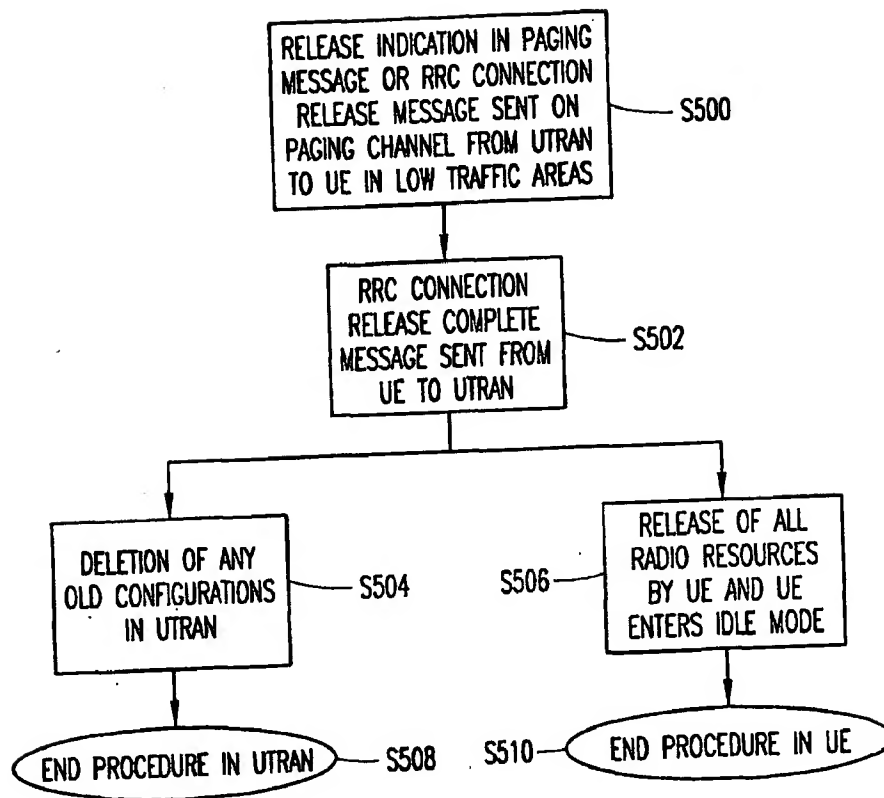 RELEASE INDICATION IN PAGING
MESSAGE OR RRC CONNECTION
RELEASE MESSAGE SENT ON
PAGING CHANNEL FROM UTRAN
TO UE IN LOW TRAFFIC AREAS
S500
RRC CONNECTION
RELEASE COMPLETE
MESSAGE SENT FROM
UE TO UTRAN
S502
DELETION OF ANY
OLD CONFIGURATIONS
IN UTRAN
S504
S506
RELEASE OF ALL
RADIO RESOURCES
BY UE AND UE
ENTERS IDLE MODE
END PROCEDURE IN UTRAN
S508
S510
END PROCEDURE IN UE